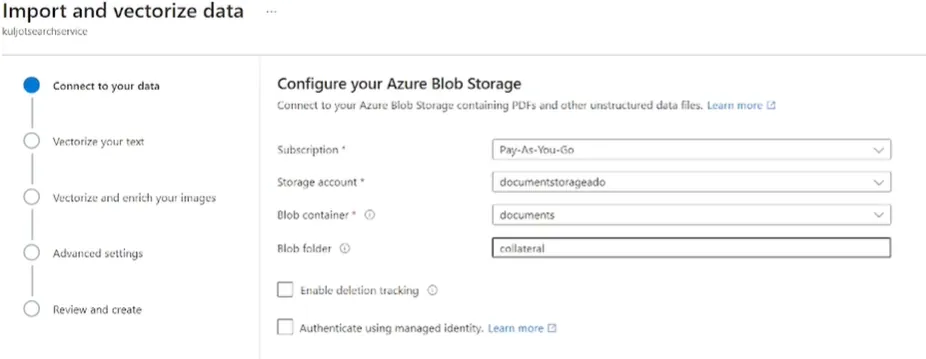 Import and vectorize data ...
kuljotsearchservice
Connect to your data
Vectorize your text
Vectorize and enrich your images
Advanced settings
Review and create
Configure your Azure Blob Storage
Connect to your Azure Blob Storage containing PDFs and other unstructured data files. Learn more
Subscription * Pay-As-You-Go
Storage account * documentstorageado
Blob container * documents
Blob folder collateral
Enable deletion tracking
Authenticate using managed identity. Learn more